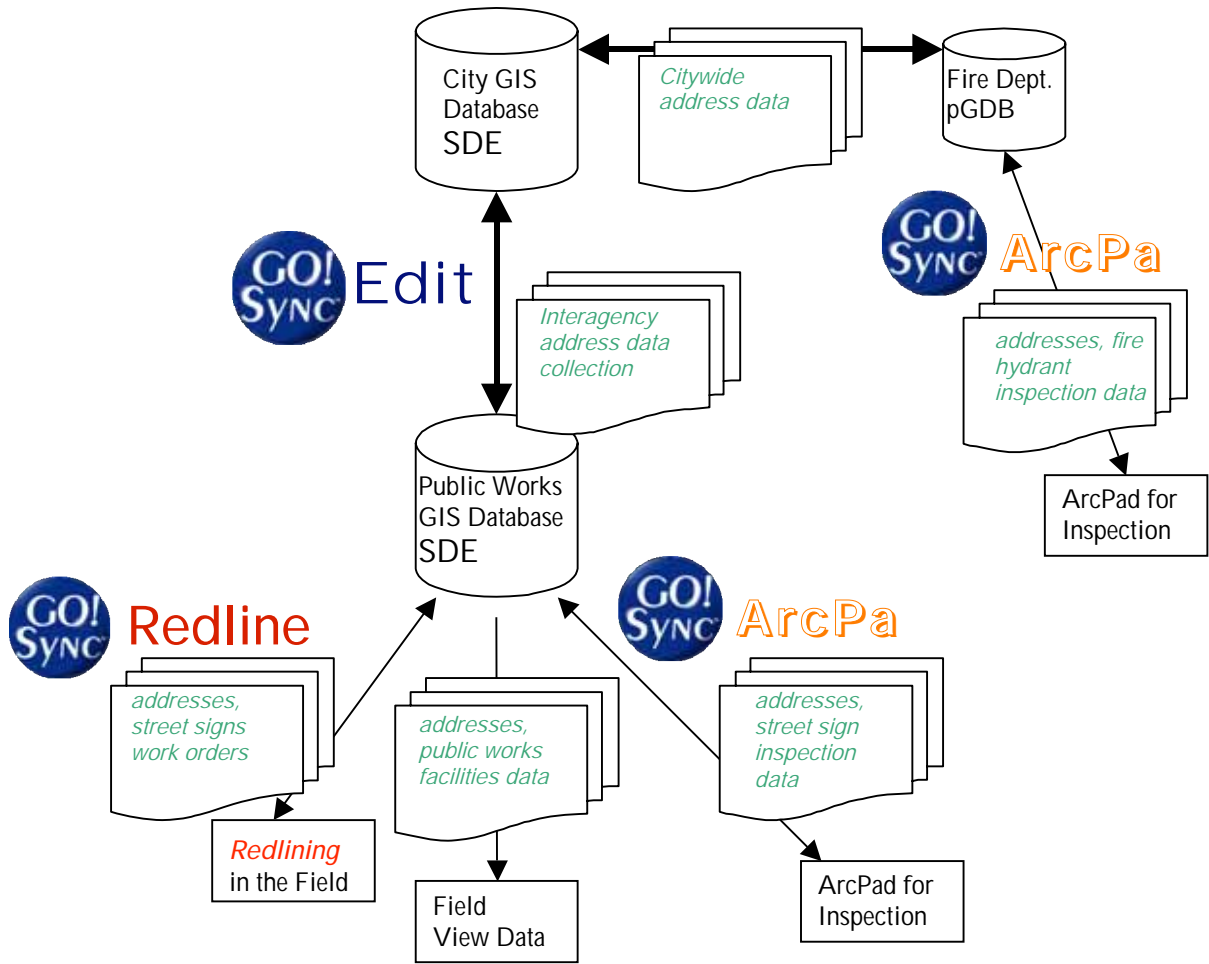 City GIS
Database
SDE
Citywide
address data
Fire Dept.
pGDB
GO!
SYNC
Edit
GO!
SYNC
ArcPa
Interagency
address data
collection
addresses, fire
hydrant
inspection data
Public Works
GIS Database
SDE
ArcPad for
Inspection
GO!
SYNC
Redline
GO!
SYNC
ArcPa
addresses,
street signs
work orders
addresses,
public works
facilities data
addresses,
street sign
inspection
data
Redlining
in the Field
Field
View Data
ArcPad for
Inspection